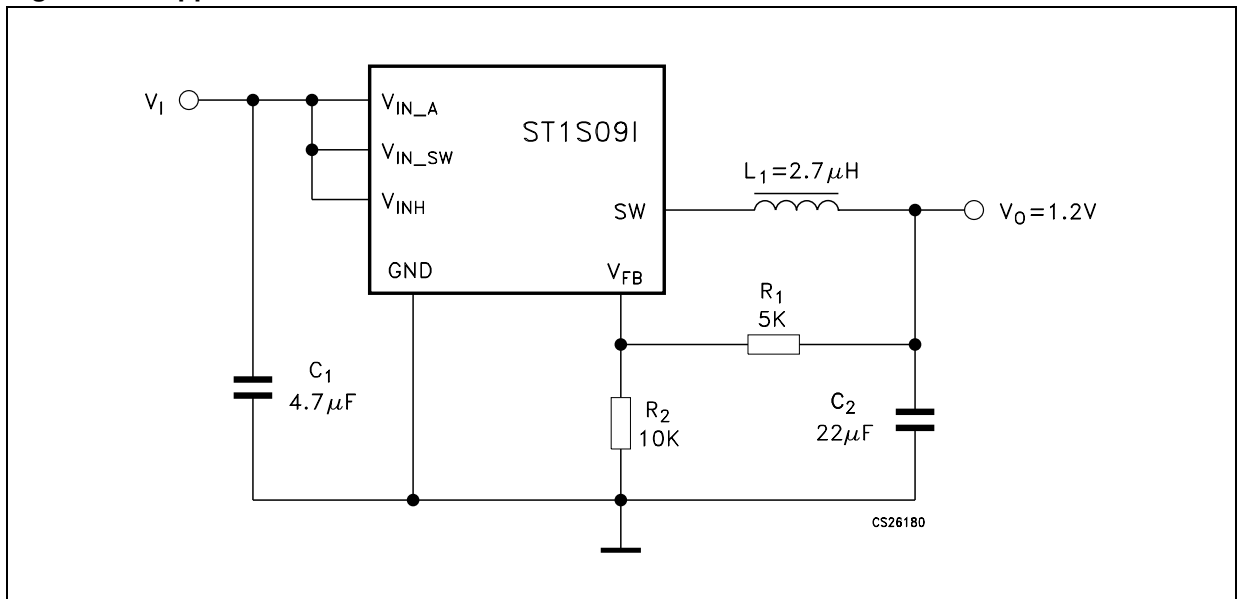 V_I
V_IN_A
V_IN_SW
V_INH
ST1S09I
SW
GND
V_FB
L_1=2.7μH
V_O=1.2V
R_1
5K
C_1
4.7μF
R_2
10K
C_2
22μF
CS26180